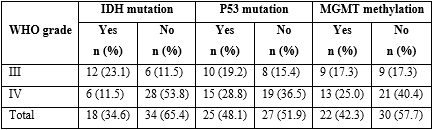 WHO grade IDH mutation P53 mutation MGMT methylation
Yes No Yes No Yes No
n (%) n (%) n (%) n (%) n (%) n (%)
III 12 (23.1) 6 (11.5) 10 (19.2) 8 (15.4) 9 (17.3) 9 (17.3)
IV 6 (11.5) 28 (53.8) 15 (28.8) 19 (36.5) 13 (25.0) 21 (40.4)
Total 18 (34.6) 34 (65.4) 25 (48.1) 27 (51.9) 22 (42.3) 30 (57.7)